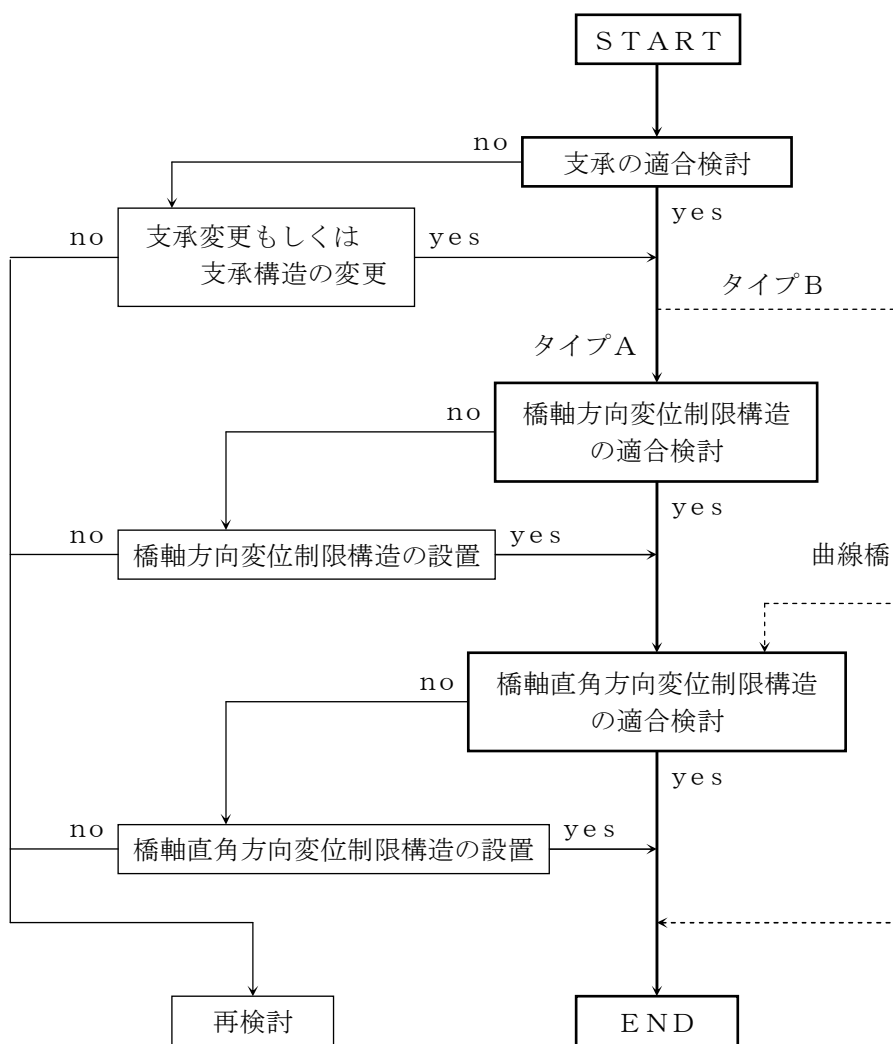 ＳＴＡＲＴ
no
支承の適合検討
yes
no
支承変更もしくは
支承構造の変更
yes
タイプＢ
タイプＡ
no
橋軸方向変位制限構造
の適合検討
yes
no
橋軸方向変位制限構造の設置
yes
曲線橋
no
橋軸直角方向変位制限構造
の適合検討
yes
no
橋軸直角方向変位制限構造の設置
yes
再検討
ＥＮＤ